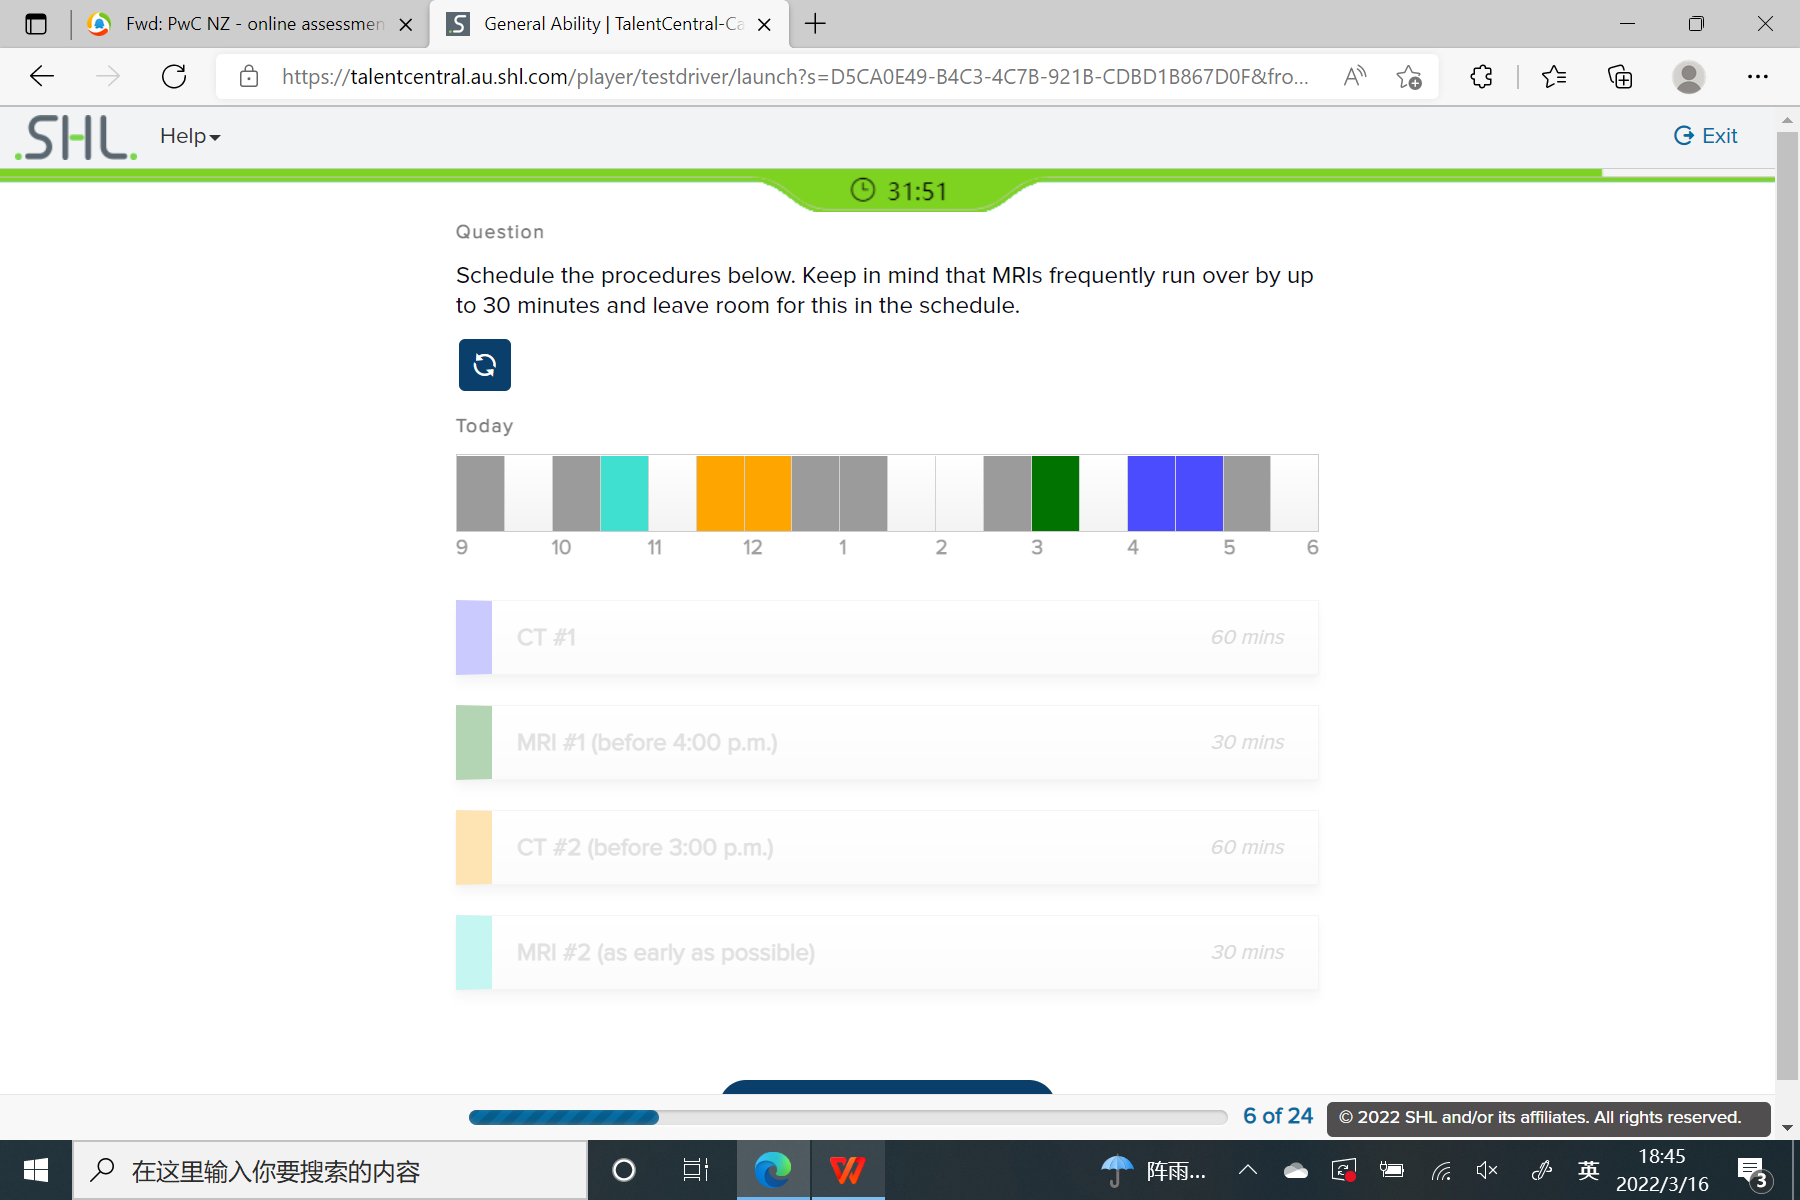 Fwd: PwC NZ - online assessmen
General Ability | TalentCentral-Ca
https://talentcentral.au.shl.com/player/testdriver/launch?s=D5CA0E49-B4C3-4C7B-921B-CDBD1B867D0F&fro...
.SHL.
Help
Exit
31:51
Question
Schedule the procedures below. Keep in mind that MRIs frequently run over by up
to 30 minutes and leave room for this in the schedule.
Today
9 10 11 12 1 2 3 4 5 6
CT #1 60 mins
MRI #1 (before 4:00 p.m.) 30 mins
CT #2 (before 3:00 p.m.) 60 mins
MRI #2 (as early as possible) 30 mins
6 of 24
© 2022 SHL and/or its affiliates. All rights reserved.
在这里输入你要搜索的内容
阵雨...
英
18:45
2022/3/16
3